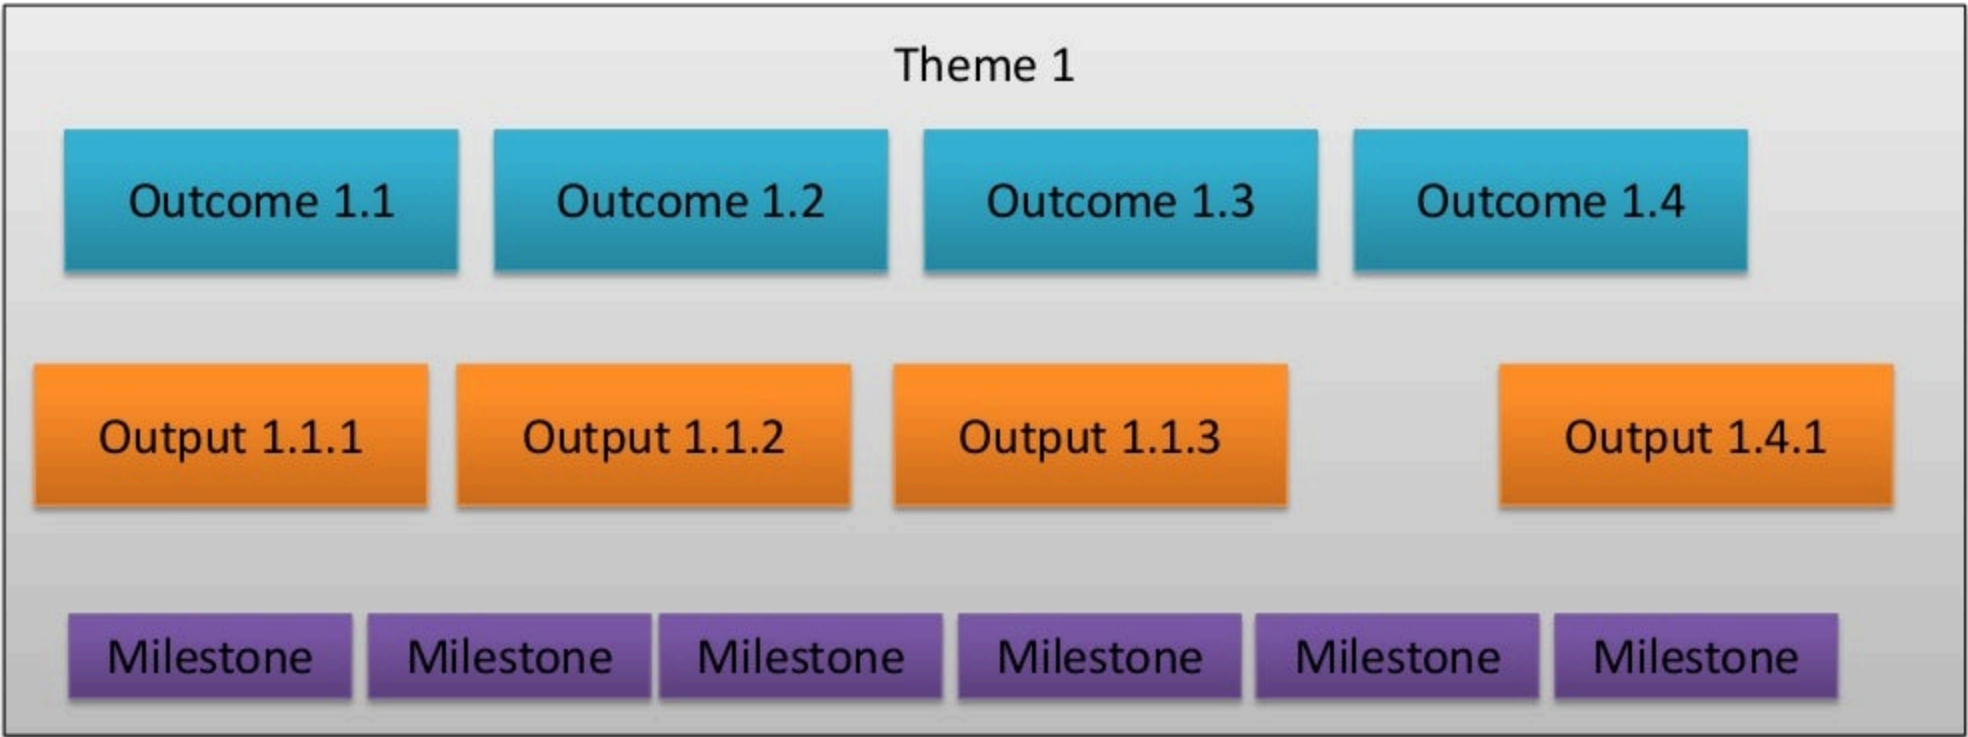 Theme 1
Outcome 1.1
Outcome 1.2
Outcome 1.3
Outcome 1.4
Output 1.1.1
Output 1.1.2
Output 1.1.3
Output 1.4.1
Milestone
Milestone
Milestone
Milestone
Milestone
Milestone